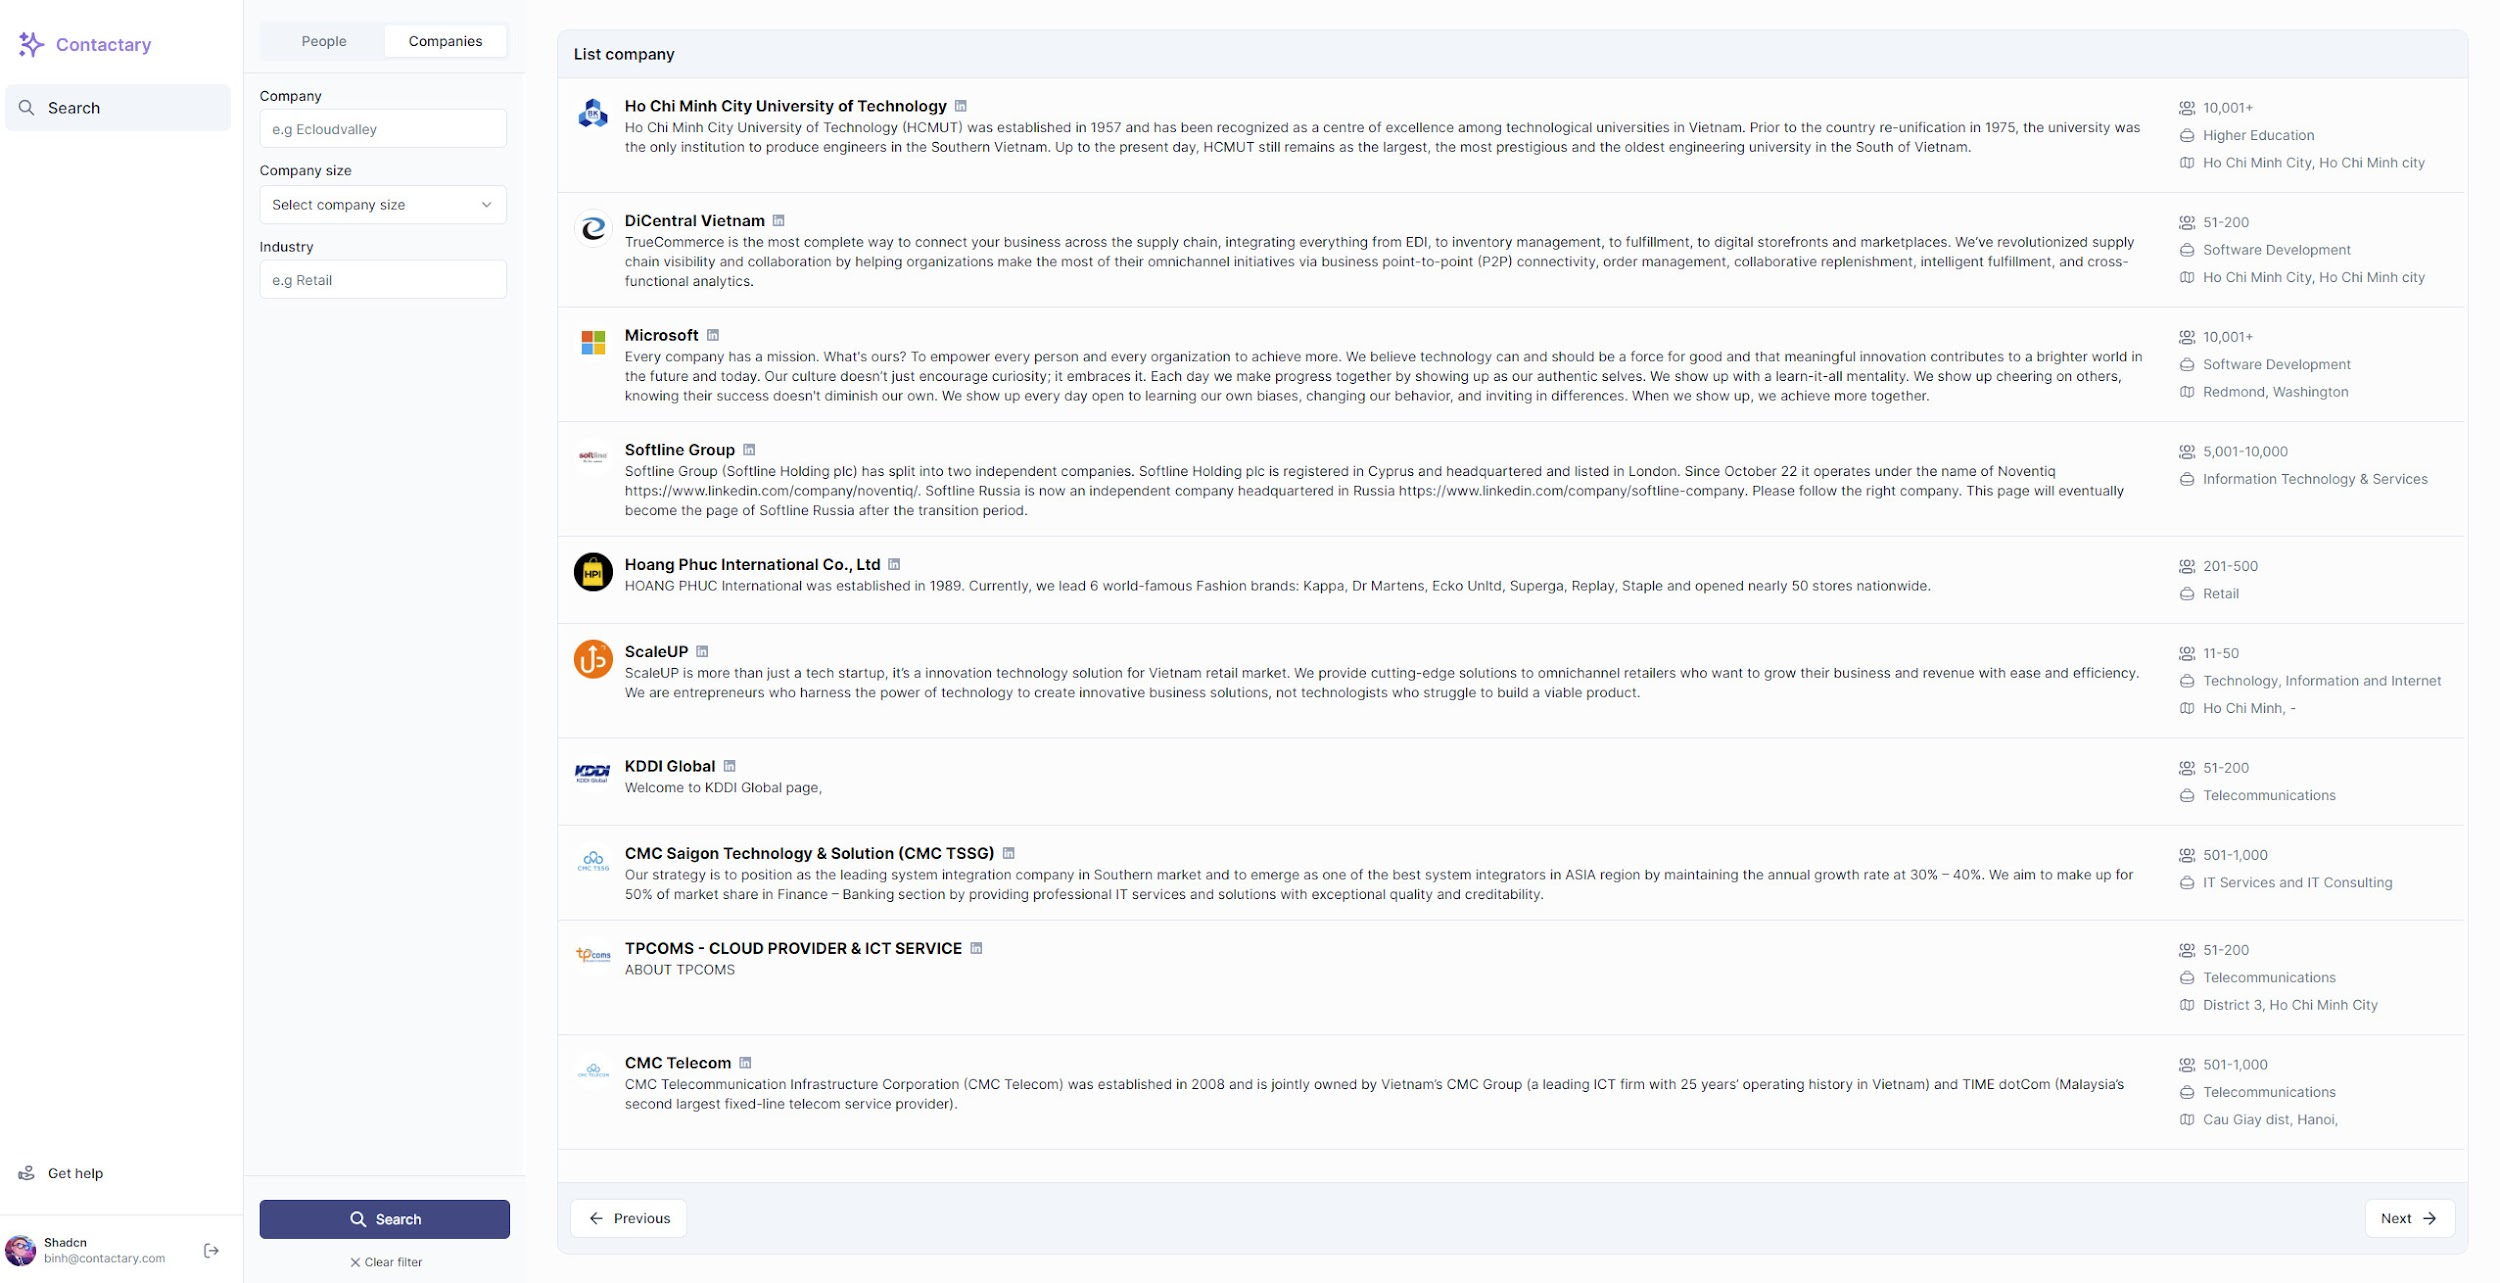 Contactary
Search
Get help
Shadcn
binh@contactary.com
People
Companies
Company
e.g Ecloudvalley
Company size
Select company size
Industry
e.g Retail
Search
Clear filter
List company
Ho Chi Minh City University of Technology
Ho Chi Minh City University of Technology (HCMUT) was established in 1957 and has been recognized as a centre of excellence among technological universities in Vietnam. Prior to the country re-unification in 1975, the university was
the only institution to produce engineers in the Southern Vietnam. Up to the present day, HCMUT still remains as the largest, the most prestigious and the oldest engineering university in the South of Vietnam.
10,001+
Higher Education
Ho Chi Minh City, Ho Chi Minh city
DiCentral Vietnam
TrueCommerce is the most complete way to connect your business across the supply chain, integrating everything from EDI, to inventory management, to fulfillment, to digital storefronts and marketplaces. We've revolutionized supply
chain visibility and collaboration by helping organizations make the most of their omnichannel initiatives via business point-to-point (P2P) connectivity, order management, collaborative replenishment, intelligent fulfillment, and cross-
functional analytics.
51-200
Software Development
Ho Chi Minh City, Ho Chi Minh city
Microsoft
Every company has a mission. What's ours? To empower every person and every organization to achieve more. We believe technology can and should be a force for good and that meaningful innovation contributes to a brighter world in
the future and today. Our culture doesn't just encourage curiosity; it embraces it. Each day we make progress together by showing up as our authentic selves. We show up with a learn-it-all mentality. We show up cheering on others,
knowing their success doesn't diminish our own. We show up every day open to learning our own biases, changing our behavior, and inviting in differences. When we show up, we achieve more together.
10,001+
Software Development
Redmond, Washington
softline
Softline Group
Softline Group (Softline Holding plc) has split into two independent companies. Softline Holding plc is registered in Cyprus and headquartered and listed in London. Since October 22 it operates under the name of Noventiq
https://www.linkedin.com/company/noventiq/. Softline Russia is now an independent company headquartered in Russia https://www.linkedin.com/company/softline-company. Please follow the right company. This page will eventually
become the page of Softline Russia after the transition period.
5,001-10,000
Information Technology & Services
HPI
Hoang Phuc International Co., Ltd
HOANG PHUC International was established in 1989. Currently, we lead 6 world-famous Fashion brands: Kappa, Dr Martens, Ecko Unltd, Superga, Replay, Staple and opened nearly 50 stores nationwide.
201-500
Retail
ScaleUP
ScaleUP is more than just a tech startup, it's a innovation technology solution for Vietnam retail market. We provide cutting-edge solutions to omnichannel retailers who want to grow their business and revenue with ease and efficiency.
We are entrepreneurs who harness the power of technology to create innovative business solutions, not technologists who struggle to build a viable product.
11-50
Technology, Information and Internet
Ho Chi Minh, -
KDDI
KDDI Global
KDDI Global
Welcome to KDDI Global page,
51-200
Telecommunications
CMC TSSG
CMC Saigon Technology & Solution (CMC TSSG)
Our strategy is to position as the leading system integration company in Southern market and to emerge as one of the best system integrators in ASIA region by maintaining the annual growth rate at 30% – 40%. We aim to make up for
50% of market share in Finance – Banking section by providing professional IT services and solutions with exceptional quality and creditability.
501-1,000
IT Services and IT Consulting
tpcoms
TPCOMS - CLOUD PROVIDER & ICT SERVICE
ABOUT TPCOMS
51-200
Telecommunications
District 3, Ho Chi Minh City
CMC TELECOM
CMC Telecom
CMC Telecommunication Infrastructure Corporation (CMC Telecom) was established in 2008 and is jointly owned by Vietnam's CMC Group (a leading ICT firm with 25 years' operating history in Vietnam) and TIME dotCom (Malaysia's
second largest fixed-line telecom service provider).
501-1,000
Telecommunications
Cau Giay dist, Hanoi,
Previous
Next